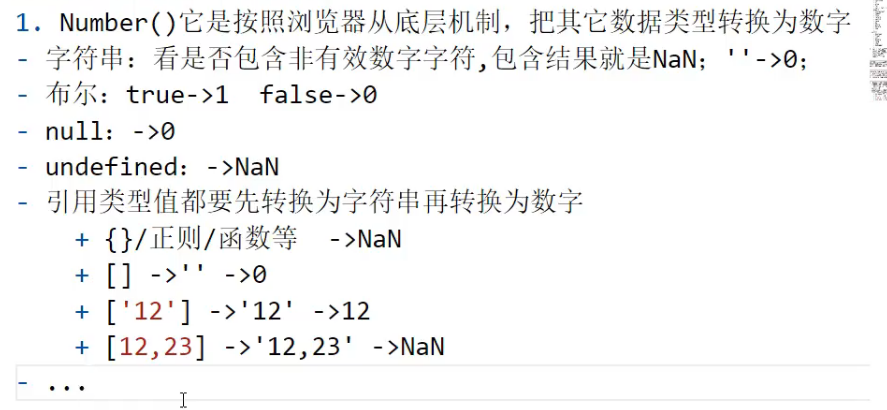 1. Number()它是按照浏览器从底层机制，把其它数据类型转换为数字
- 字符串：看是否包含非有效数字字符,包含结果就是NaN；''->0；
- 布尔：true->1  false->0
- null：->0
- undefined：->NaN
- 引用类型值都要先转换为字符串再转换为数字
+ {}/正则/函数等  ->NaN
+ [] ->'' ->0
+ ['12'] ->'12' ->12
+ [12,23] ->'12,23' ->NaN
- ...